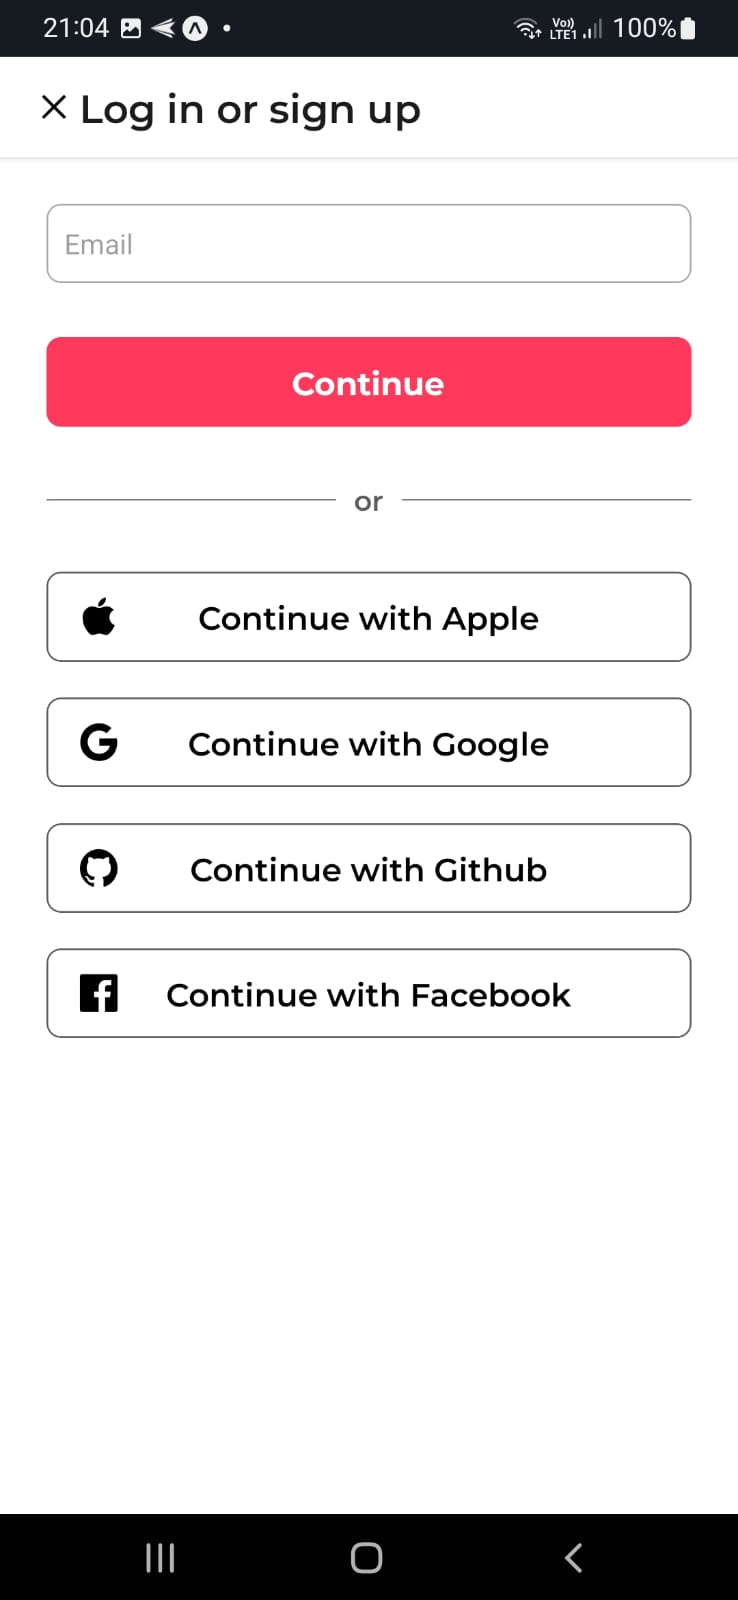 21:04 Vo)) LTE1 100%
Log in or sign up
Email
Continue
or
Continue with Apple
Continue with Google
Continue with Github
Continue with Facebook